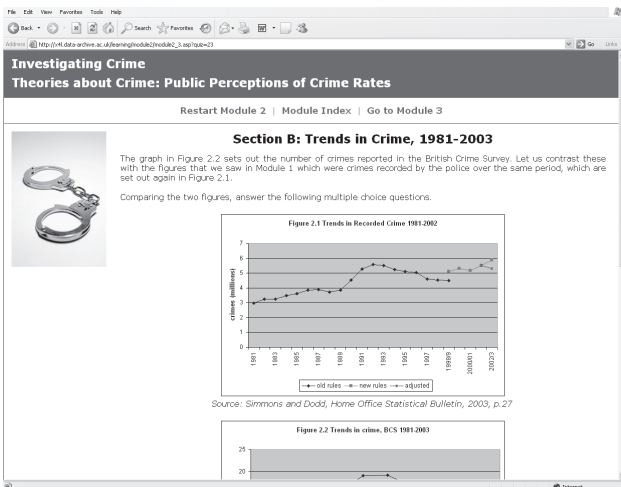 File Edit View Favorites Tools Help
Back Search Favorites
Address http://x4l.data-archive.ac.uk/learning/module2/module2_3.asp?quiz=23 Go Links
Investigating Crime
Theories about Crime: Public Perceptions of Crime Rates
Restart Module 2 | Module Index | Go to Module 3
Section B: Trends in Crime, 1981-2003
The graph in Figure 2.2 sets out the number of crimes reported in the British Crime Survey. Let us contrast these
with the figures that we saw in Module 1 which were crimes recorded by the police over the same period, which are
set out again in Figure 2.1.
Comparing the two figures, answer the following multiple choice questions.
Figure 2.1 Trends in Recorded Crime 1981-2002
crimes (millions)
7
6
5
4
3
2
1
0
1981 1983 1985 1987 1989 1991 1993 1995 1997 1998/9 2000/01 2002/3
old rules new rules adjusted
Source: Simmons and Dodd, Home Office Statistical Bulletin, 2003, p.27
Figure 2.2 Trends in crime, BCS 1981-2003
25
20
Internet